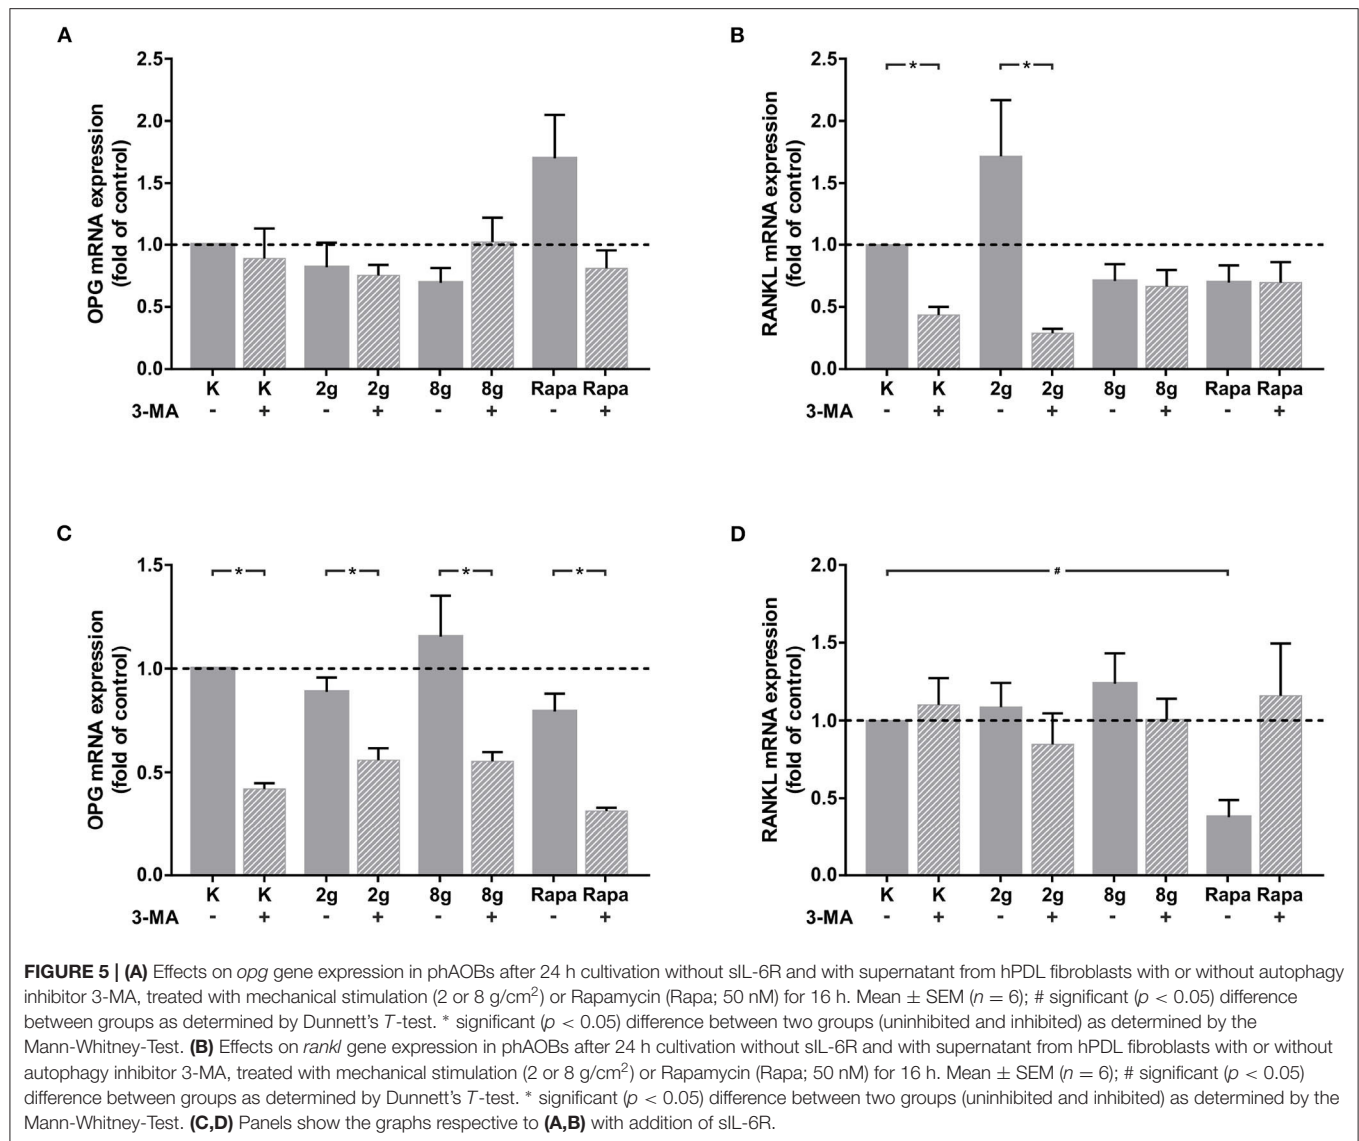 A
OPG mRNA expression
(fold of control)
2.5
2.0
1.5
1.0
0.5
0.0
K K 2g 2g 8g 8g Rapa Rapa
3-MA - + - + - + - +
B
RANKL mRNA expression
(fold of control)
2.5
2.0
1.5
1.0
0.5
0.0
* *
K K 2g 2g 8g 8g Rapa Rapa
3-MA - + - + - + - +
C
OPG mRNA expression
(fold of control)
1.5
1.0
0.5
0.0
* * * *
K K 2g 2g 8g 8g Rapa Rapa
3-MA - + - + - + - +
D
RANKL mRNA expression
(fold of control)
2.0
1.5
1.0
0.5
0.0
#
K K 2g 2g 8g 8g Rapa Rapa
3-MA - + - + - + - +
FIGURE 5 | (A) Effects on opg gene expression in phAOBs after 24 h cultivation without sIL-6R and with supernatant from hPDL fibroblasts with or without autophagy
inhibitor 3-MA, treated with mechanical stimulation (2 or 8 g/cm²) or Rapamycin (Rapa; 50 nM) for 16 h. Mean ± SEM (n = 6); # significant (p < 0.05) difference
between groups as determined by Dunnett's T-test. * significant (p < 0.05) difference between two groups (uninhibited and inhibited) as determined by the
Mann-Whitney-Test. (B) Effects on rankl gene expression in phAOBs after 24 h cultivation without sIL-6R and with supernatant from hPDL fibroblasts with or without
autophagy inhibitor 3-MA, treated with mechanical stimulation (2 or 8 g/cm²) or Rapamycin (Rapa; 50 nM) for 16 h. Mean ± SEM (n = 6); # significant (p < 0.05)
difference between groups as determined by Dunnett's T-test. * significant (p < 0.05) difference between two groups (uninhibited and inhibited) as determined by the
Mann-Whitney-Test. (C,D) Panels show the graphs respective to (A,B) with addition of sIL-6R.